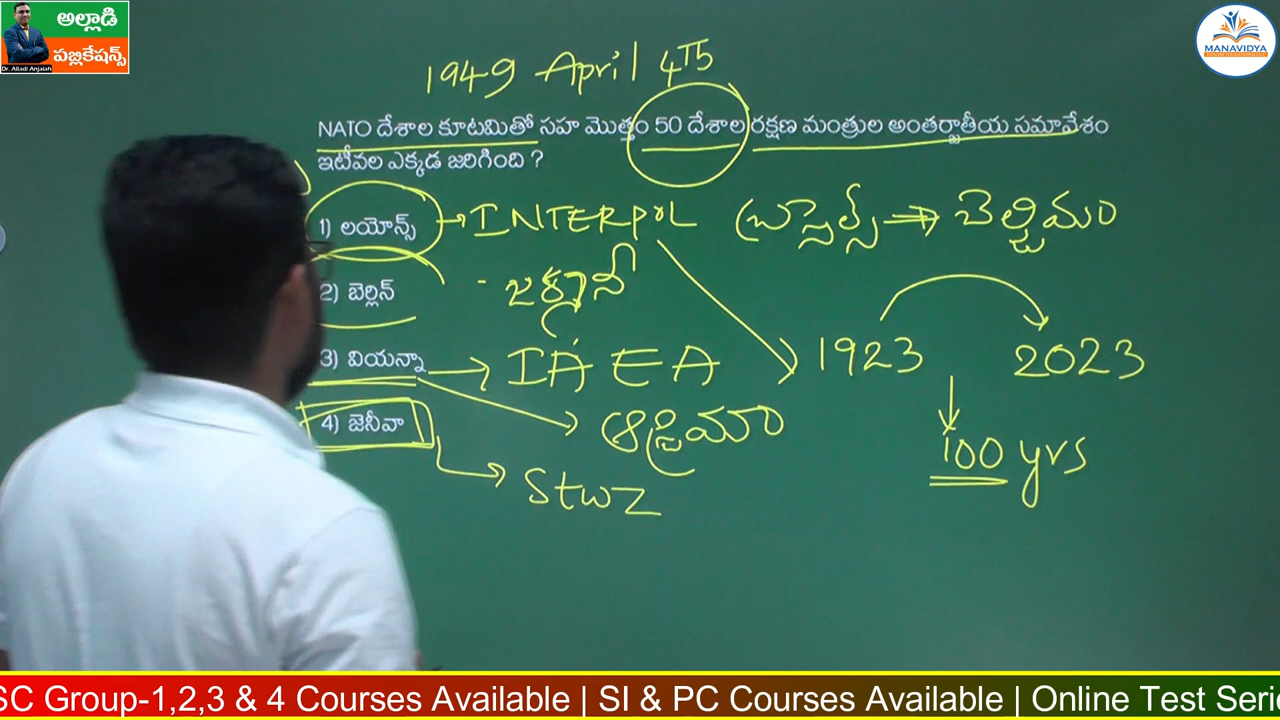 అల్లాడి
పబ్లికేషన్స్
Dr. Alladi Anjaiah
MANAVIDYA
1949 April 4Th
NATO దేశాల కూటమితో సహ మొత్తం 50 దేశాల రక్షణ మంత్రుల అంతర్జాతీయ సమావేశం
ఇటీవల ఎక్కడ జరిగింది ?
1) లయోన్స్ INTERPOL బ్రస్సెల్స్ బెల్జియం
2) బెర్లిన్ జర్మనీ
3) వియన్నా IAEA 1923 2023
ఆస్ట్రియా 100 yrs
4) జెనీవా
Stwz
SC Group-1,2,3 & 4 Courses Available | SI & PC Courses Available | Online Test Serie